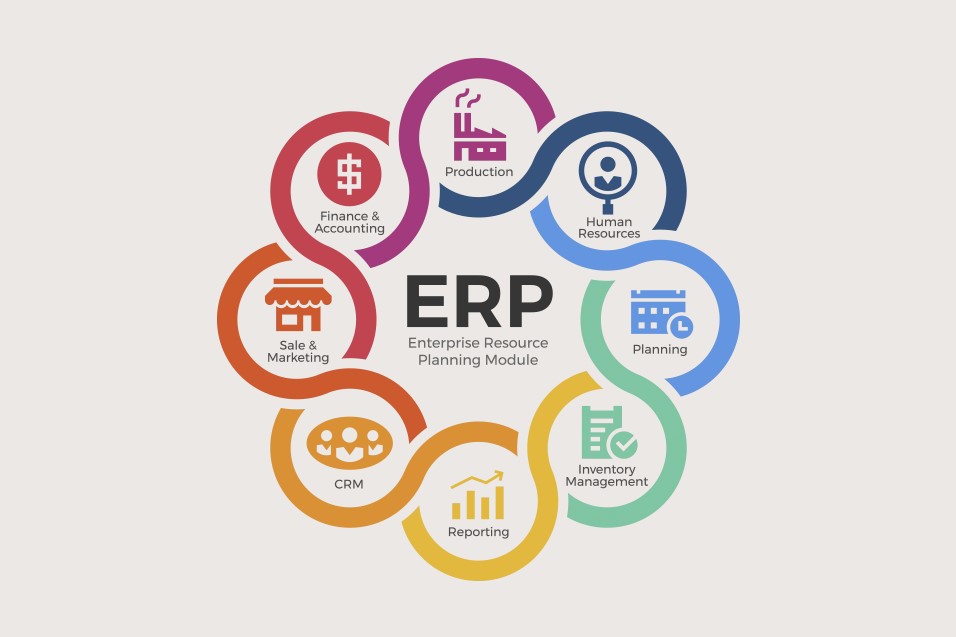 Production
Human
Resources
Finance &
Accounting
ERP
Enterprise Resource
Planning Module
Planning
Sale &
Marketing
Inventory
Management
CRM
Reporting